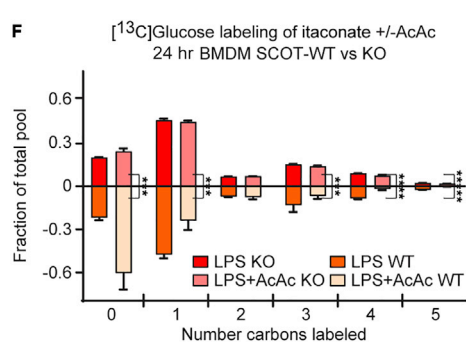 F
[¹³C]Glucose labeling of itaconate +/-AcAc
24 hr BMDM SCOT-WT vs KO
Fraction of total pool
0.6
0.3
0
-0.3
-0.6
*** *** *** **** ****
LPS KO LPS WT
LPS+AcAc KO LPS+AcAc WT
0 1 2 3 4 5
Number carbons labeled